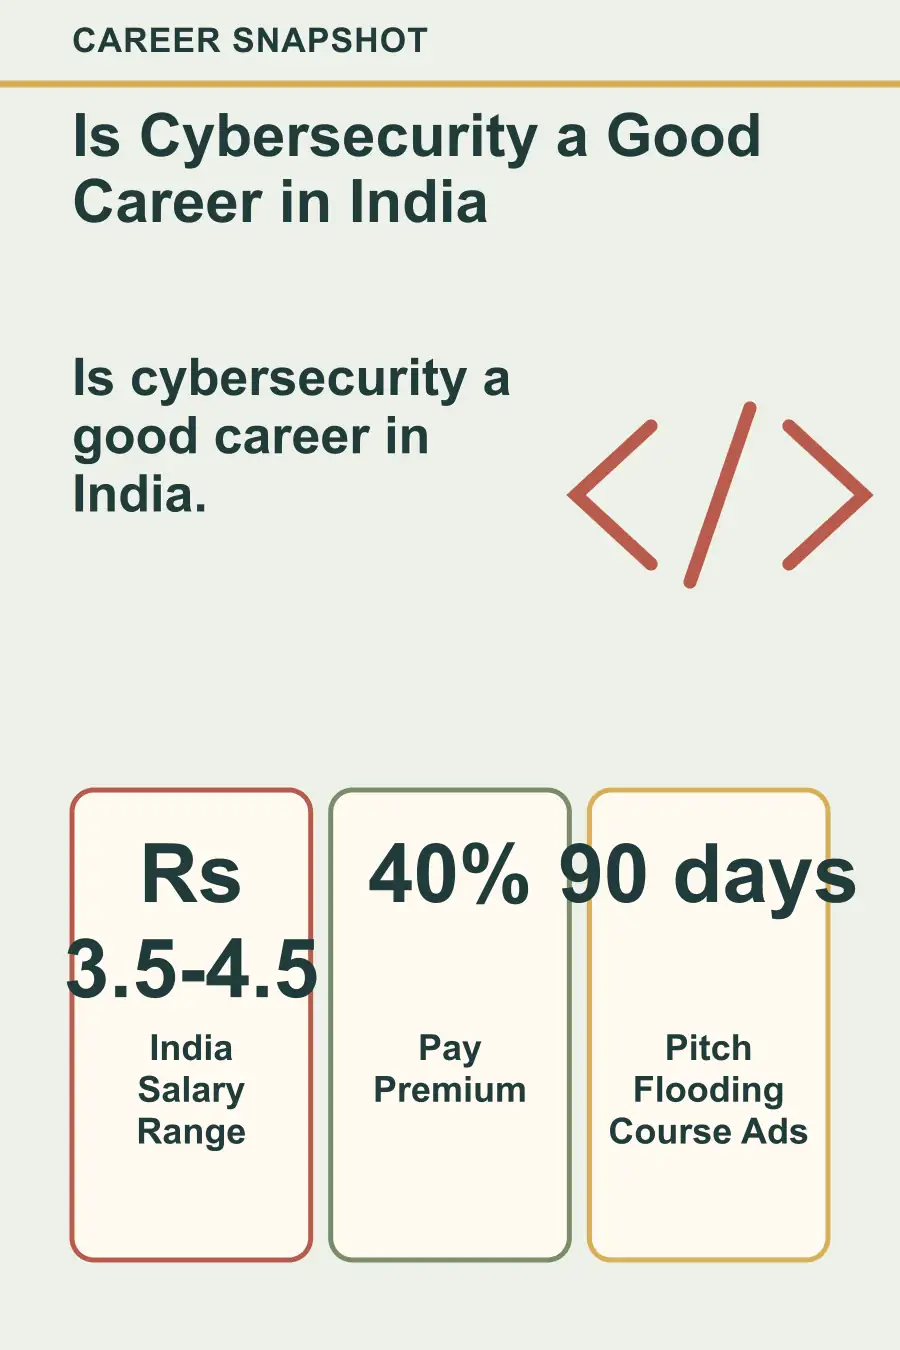 CAREER SNAPSHOT
Is Cybersecurity a Good
Career in India
Is cybersecurity a
good career in
India.
Rs
3.5-4.5
India
Salary
Range
40%
Pay
Premium
90 days
Pitch
Flooding
Course Ads